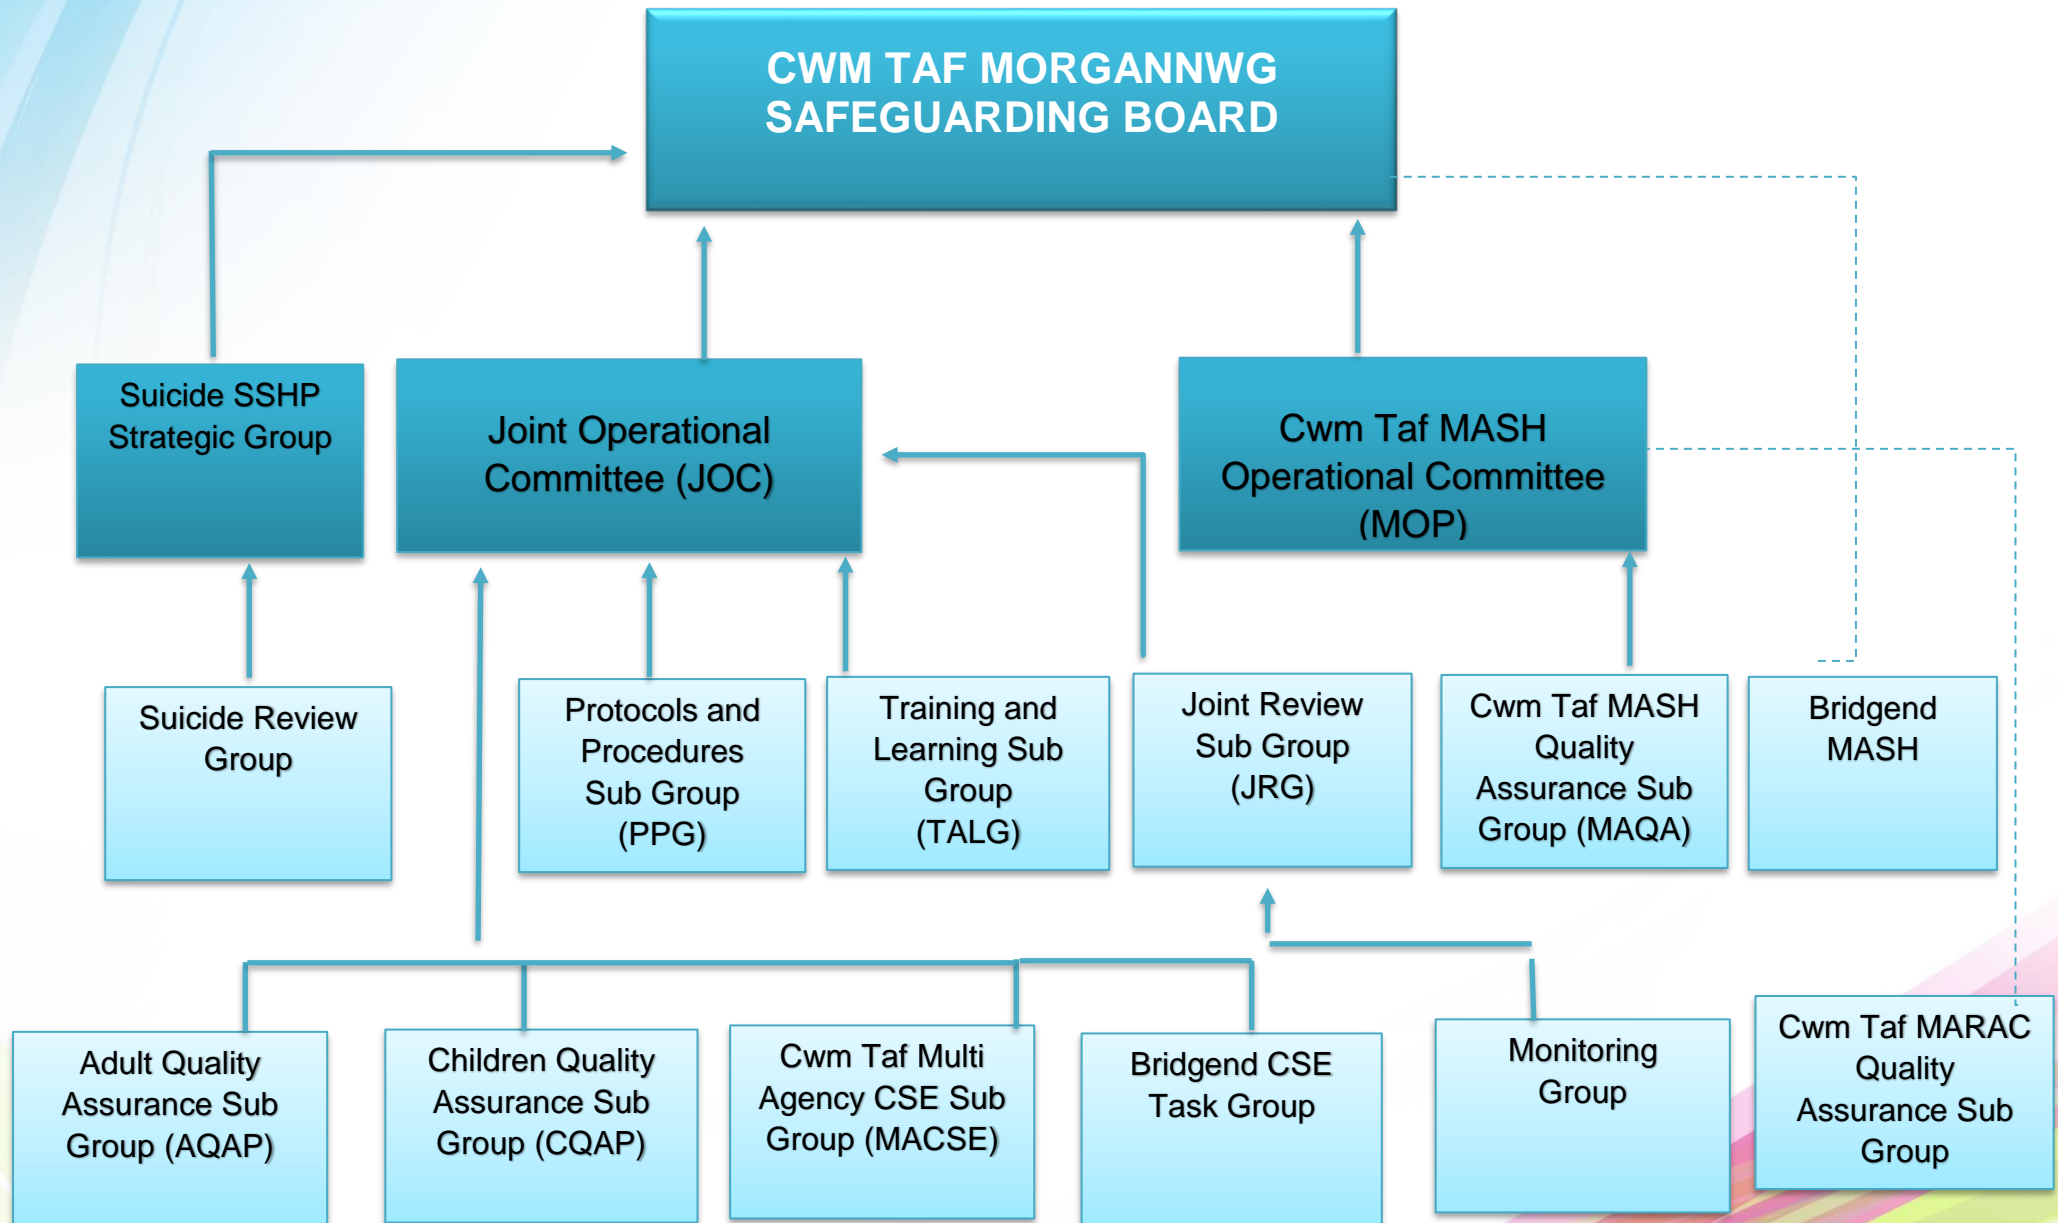 CWM TAF MORGANNWG
SAFEGUARDING BOARD
Suicide SSHP
Strategic Group
Joint Operational
Committee (JOC)
Cwm Taf MASH
Operational Committee
(MOP)
Suicide Review
Group
Protocols and
Procedures
Sub Group
(PPG)
Training and
Learning Sub
Group
(TALG)
Joint Review
Sub Group
(JRG)
Cwm Taf MASH
Quality
Assurance Sub
Group (MAQA)
Bridgend
MASH
Adult Quality
Assurance Sub
Group (AQAP)
Children Quality
Assurance Sub
Group (CQAP)
Cwm Taf Multi
Agency CSE Sub
Group (MACSE)
Bridgend CSE
Task Group
Monitoring
Group
Cwm Taf MARAC
Quality
Assurance Sub
Group